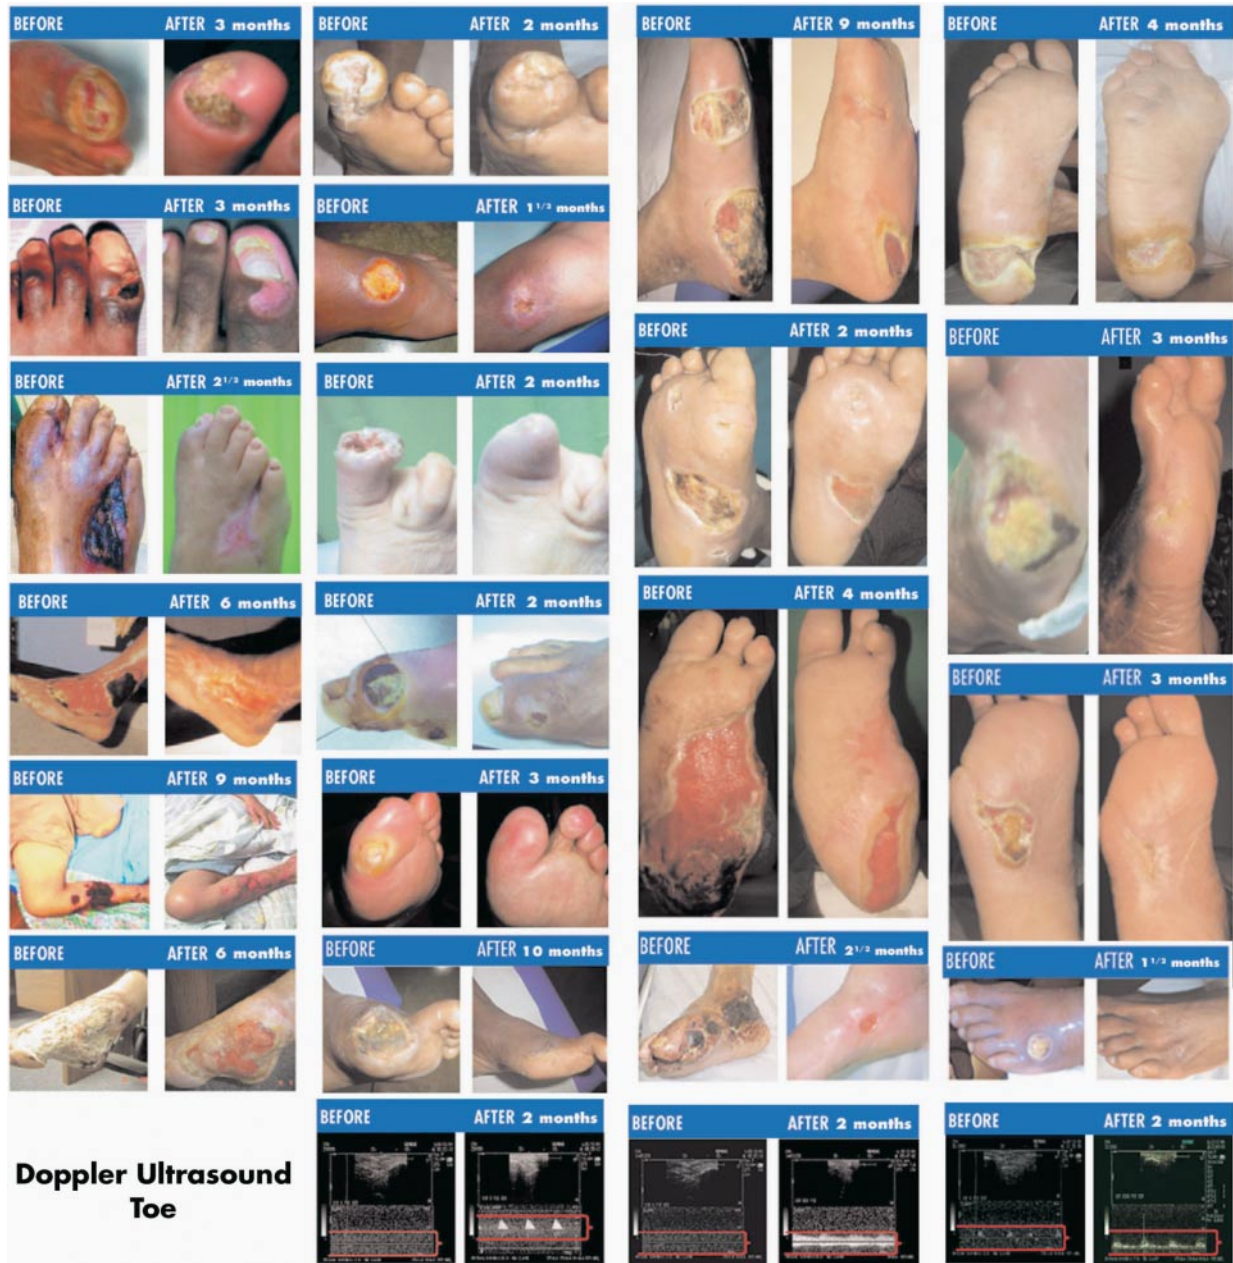 BEFORE AFTER 3 months
BEFORE AFTER 2 months
BEFORE AFTER 9 months
BEFORE AFTER 4 months
BEFORE AFTER 3 months
BEFORE AFTER 1 1/2 months
BEFORE AFTER 2 months
BEFORE AFTER 3 months
BEFORE AFTER 2 1/2 months
BEFORE AFTER 2 months
BEFORE AFTER 6 months
BEFORE AFTER 2 months
BEFORE AFTER 4 months
BEFORE AFTER 3 months
BEFORE AFTER 9 months
BEFORE AFTER 3 months
BEFORE AFTER 6 months
BEFORE AFTER 10 months
BEFORE AFTER 2 1/2 months
BEFORE AFTER 1 1/2 months
Doppler Ultrasound
Toe
BEFORE AFTER 2 months
BEFORE AFTER 2 months
BEFORE AFTER 2 months